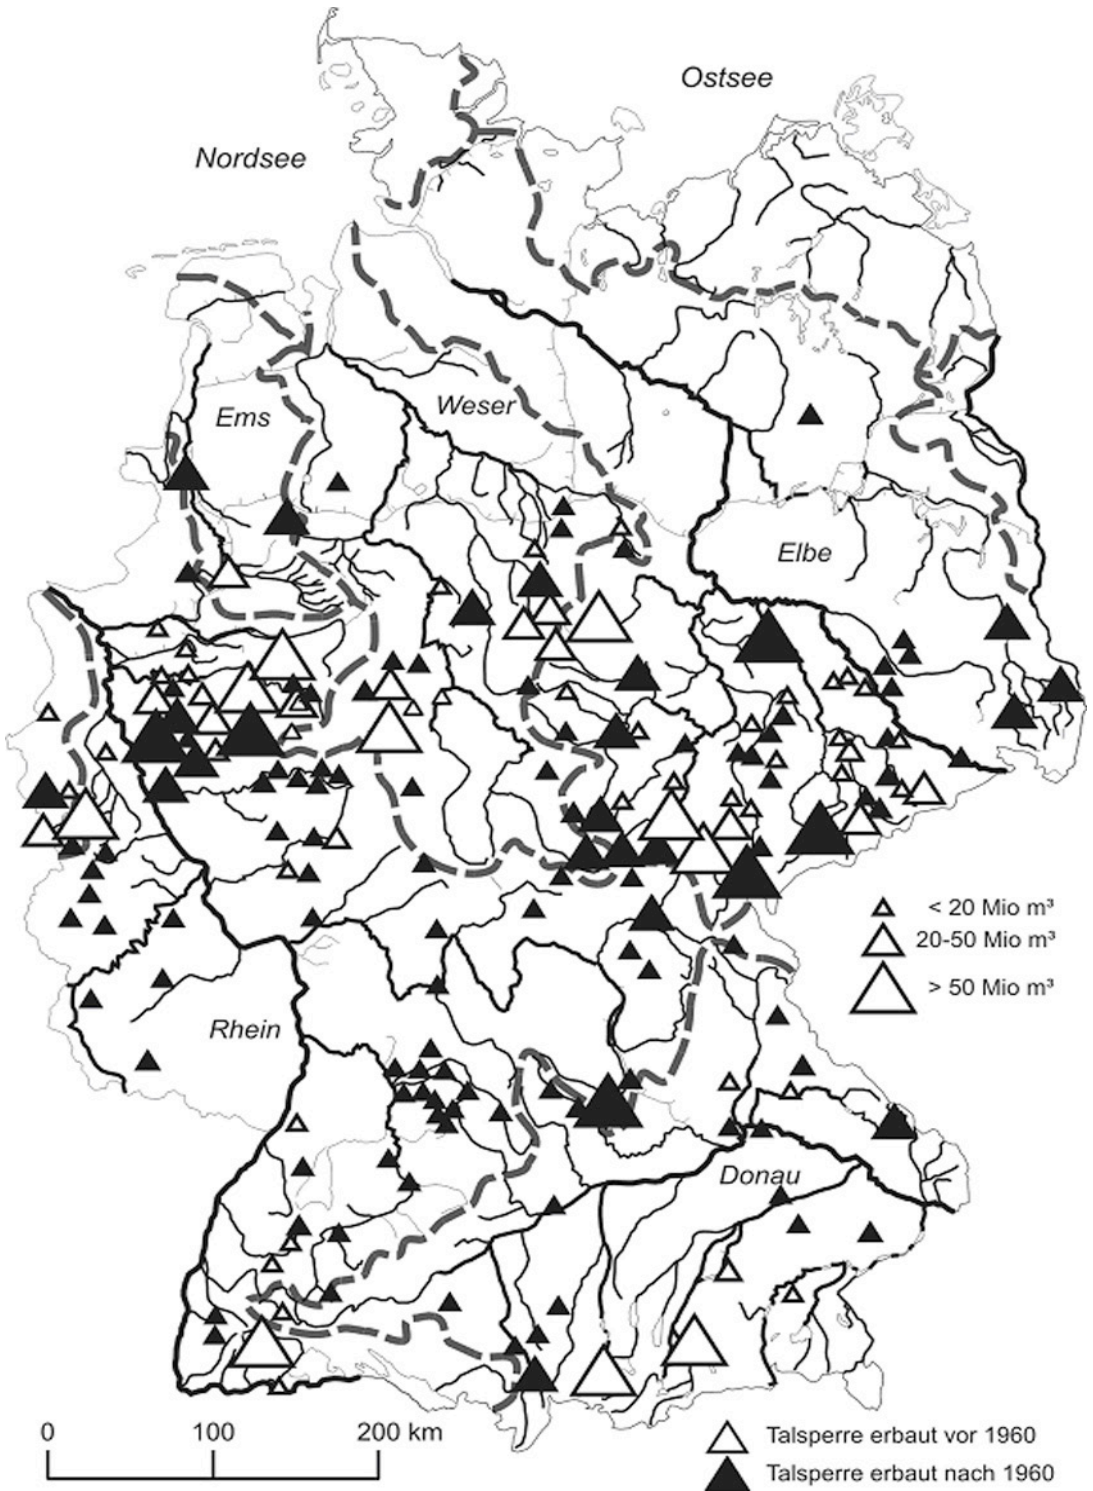 Ostsee
Nordsee
Ems
Weser
Elbe
< 20 Mio m³
20-50 Mio m³
> 50 Mio m³
Rhein
Donau
0 100 200 km
Talsperre erbaut vor 1960
Talsperre erbaut nach 1960